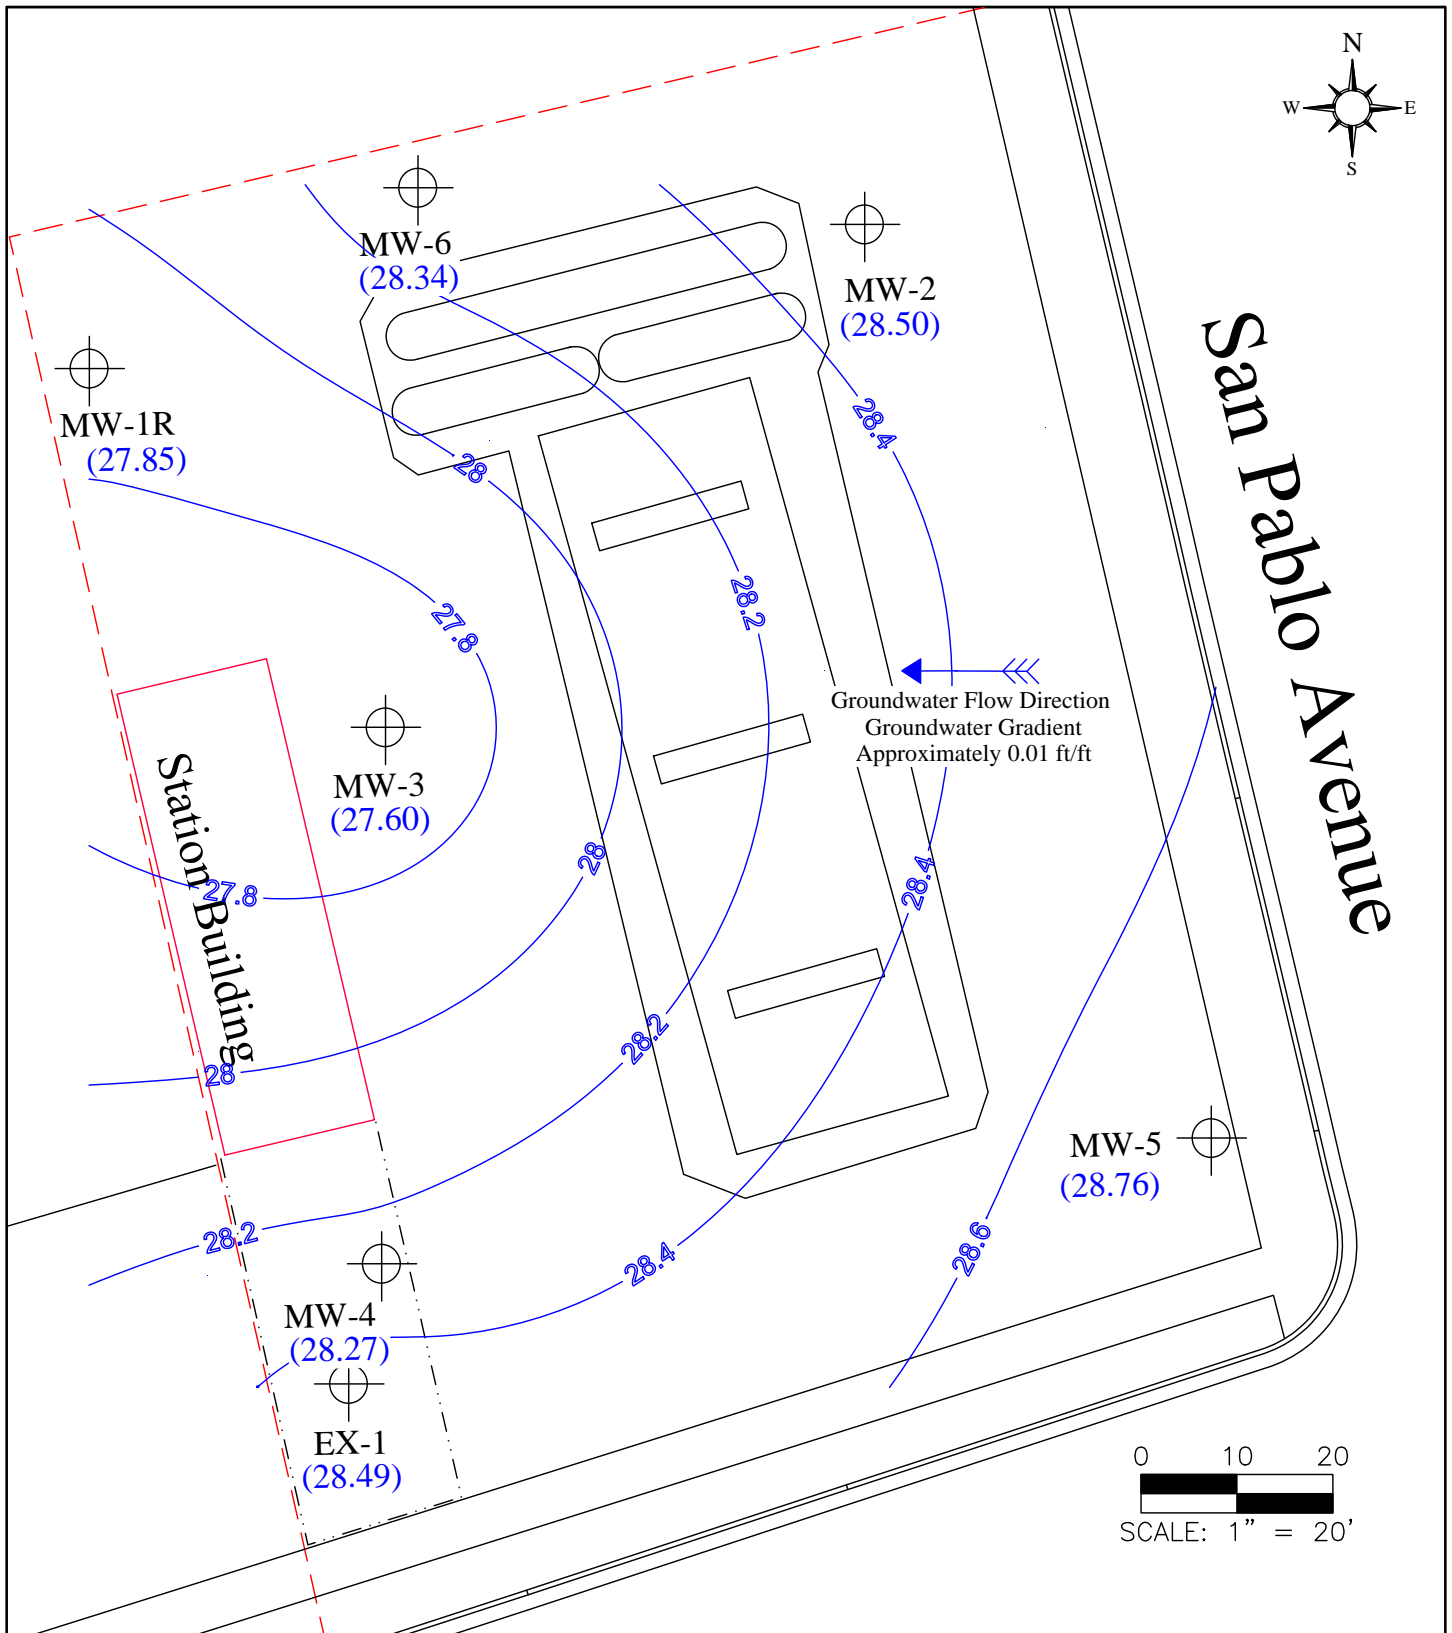 N
W
E
S
MW-6
(28.34)
MW-2
(28.50)
MW-1R
(27.85)
28.4
28
San Pablo Avenue
28.2
27.8
Groundwater Flow Direction
Groundwater Gradient
Approximately 0.01 ft/ft
MW-3
(27.60)
Station Building
28
28.4
27.8
28.2
28
MW-5
(28.76)
28.2
28.6
28.4
MW-4
(28.27)
EX-1
(28.49)
0 10 20
SCALE: 1" = 20'